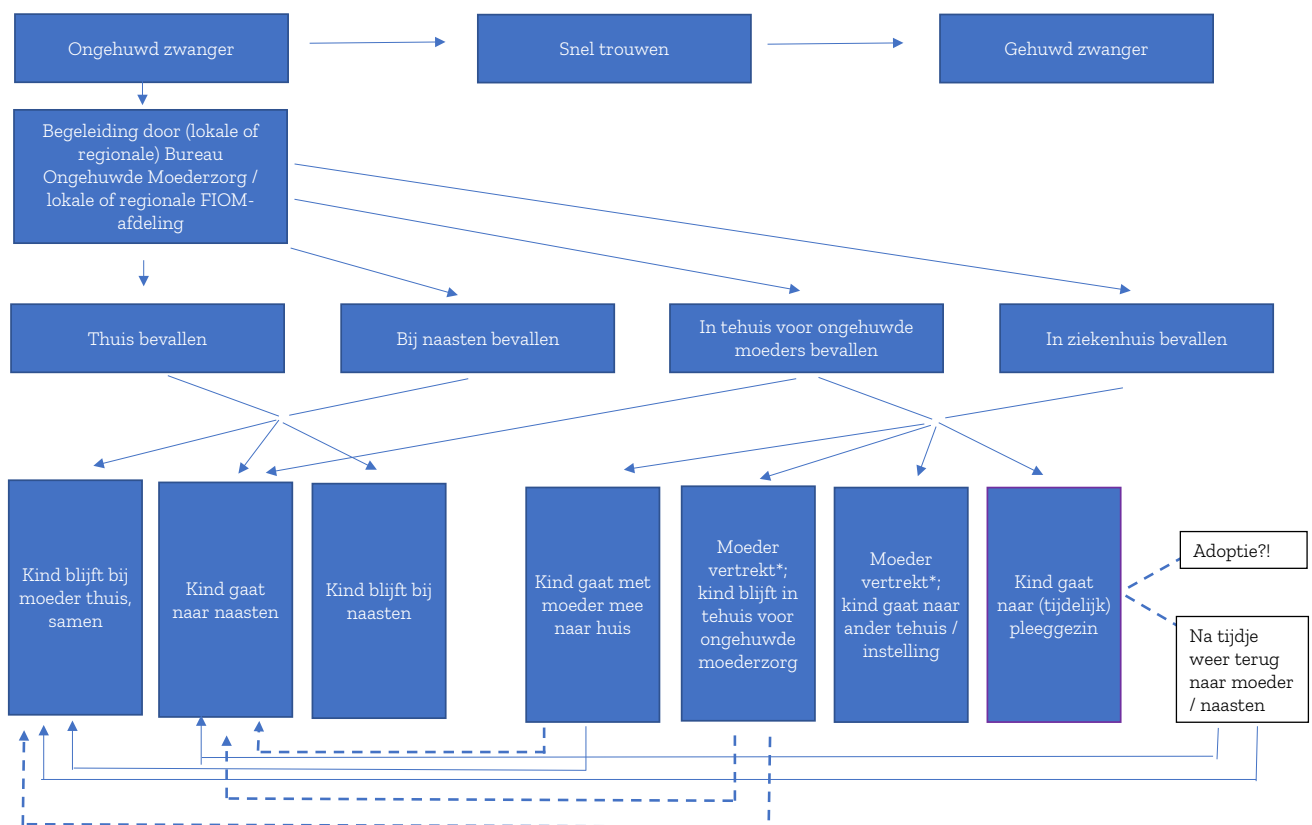 Ongehuwd zwanger
Snel trouwen
Gehuwd zwanger
Begeleiding door (lokale of
regionale) Bureau
Ongehuwde Moederzorg /
lokale of regionale FIOM-
afdeling
Thuis bevallen
Bij naasten bevallen
In tehuis voor ongehuwde
moeders bevallen
In ziekenhuis bevallen
Kind blijft bij
moeder thuis,
samen
Kind gaat
naar naasten
Kind blijft bij
naasten
Kind gaat met
moeder mee
naar huis
Moeder
vertrekt*;
kind blijft in
tehuis voor
ongehuwde
moederzorg
Moeder
vertrekt*;
kind gaat naar
ander tehuis /
instelling
Kind gaat
naar (tijdelijk)
pleeggezin
Adoptie?!
Na tijdje
weer terug
naar moeder
/ naasten